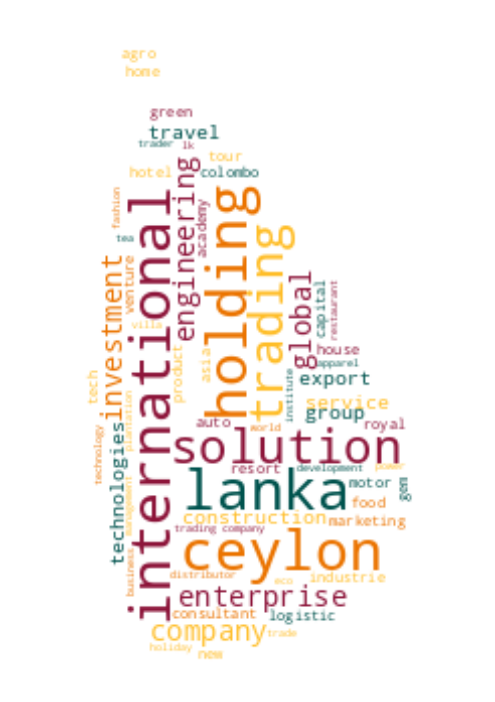 agro
home
green
travel
trader
lk
tour
hotel
colombo
fashion
international
engineering
academy
holding
trading
tea
investment
venture
global
capital
restaurant
villa
product
asia
house
apparel
export
institute
tech
plantation
service
group
auto
world
royal
technologies
technology
solution
resort
development
power
management
lanka
motor
gem
food
construction
marketing
trading company
ceylon
business
distributor
eco
industrie
enterprise
consultant
logistic
company
trade
holiday
new